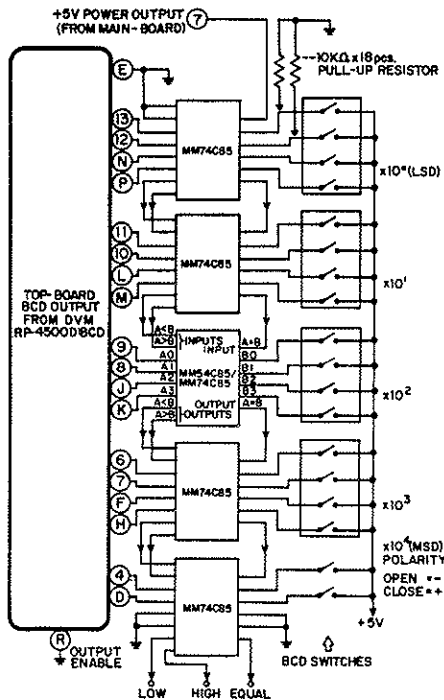 +5V POWER OUTPUT
(FROM MAIN-BOARD)
7
10KΩ x 18pcs.
PULL-UP RESISTOR
E
13
12
N
P
MM74C85
x10°(LSD)
11
10
L
M
MM74C85
x10¹
TOP-BOARD
BCD OUTPUT
FROM DVM
RP-4500D/BCD
9
8
J
K
A<B
A>B
INPUTS
INPUT
A=B
A0
A1
A2
A3
MM54C85/
MM74C85
B0
B1
B2
B3
A<B
A>B
OUTPUT
OUTPUTS
A=B
x10²
6
7
F
H
MM74C85
x10³
4
D
MM74C85
x10⁴(MSD)
POLARITY
OPEN = -
CLOSE = +
+5V
R
OUTPUT
ENABLE
LOW
HIGH
EQUAL
BCD SWITCHES